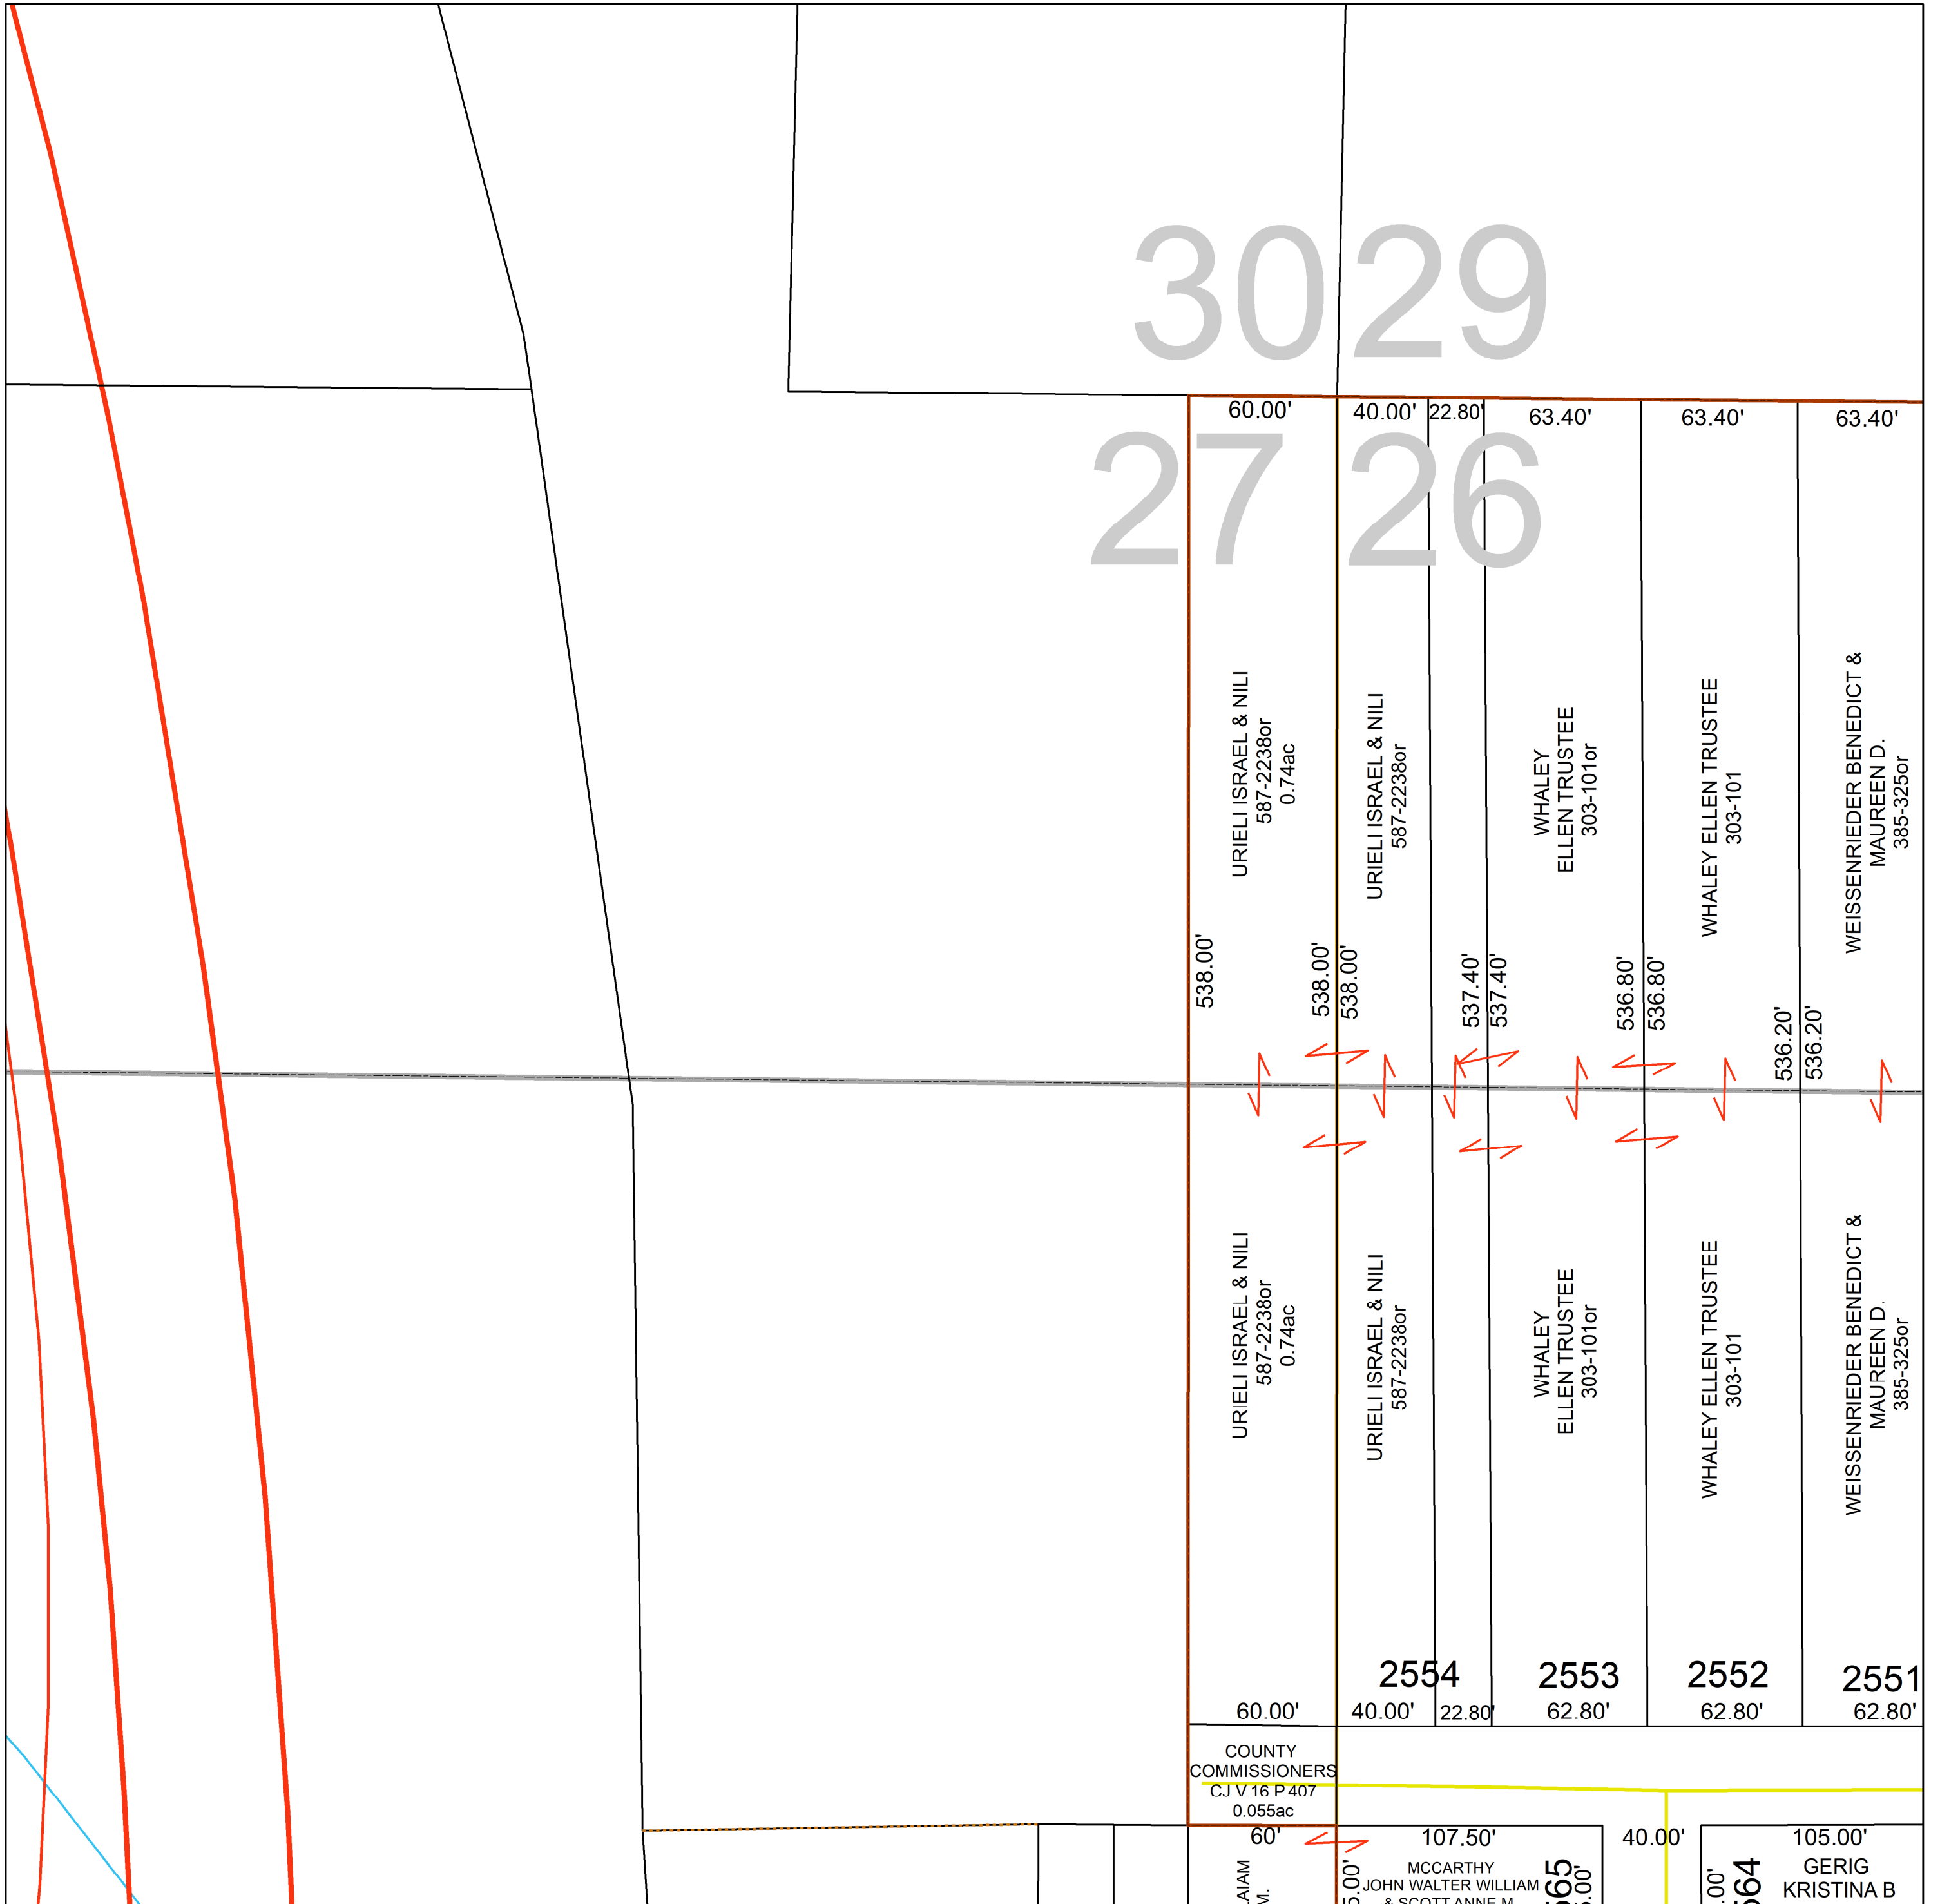 30 29
27 26
60.00'
40.00'
22.80'
63.40'
63.40'
63.40'
URIELI ISRAEL & NILI
587-2238or
0.74ac
URIELI ISRAEL & NILI
587-2238or
WHALEY
ELLEN TRUSTEE
303-101or
WHALEY ELLEN TRUSTEE
303-101
WEISSENRIEDER BENEDICT &
MAUREEN D.
385-325or
538.00'
538.00'
538.00'
537.40'
537.40'
536.80'
536.80'
536.20'
536.20'
URIELI ISRAEL & NILI
587-2238or
0.74ac
URIELI ISRAEL & NILI
587-2238or
WHALEY
ELLEN TRUSTEE
303-101or
WHALEY ELLEN TRUSTEE
303-101
WEISSENRIEDER BENEDICT &
MAUREEN D.
385-325or
2554
2553
2552
2551
60.00'
40.00'
22.80'
62.80'
62.80'
62.80'
COUNTY
COMMISSIONERS
CJ V.16 P.407
0.055ac
60'
107.50'
40.00'
105.00'
MCCARTHY
JOHN WALTER WILLIAM
& SCOTT ANNE M
GERIG
KRISTINA B